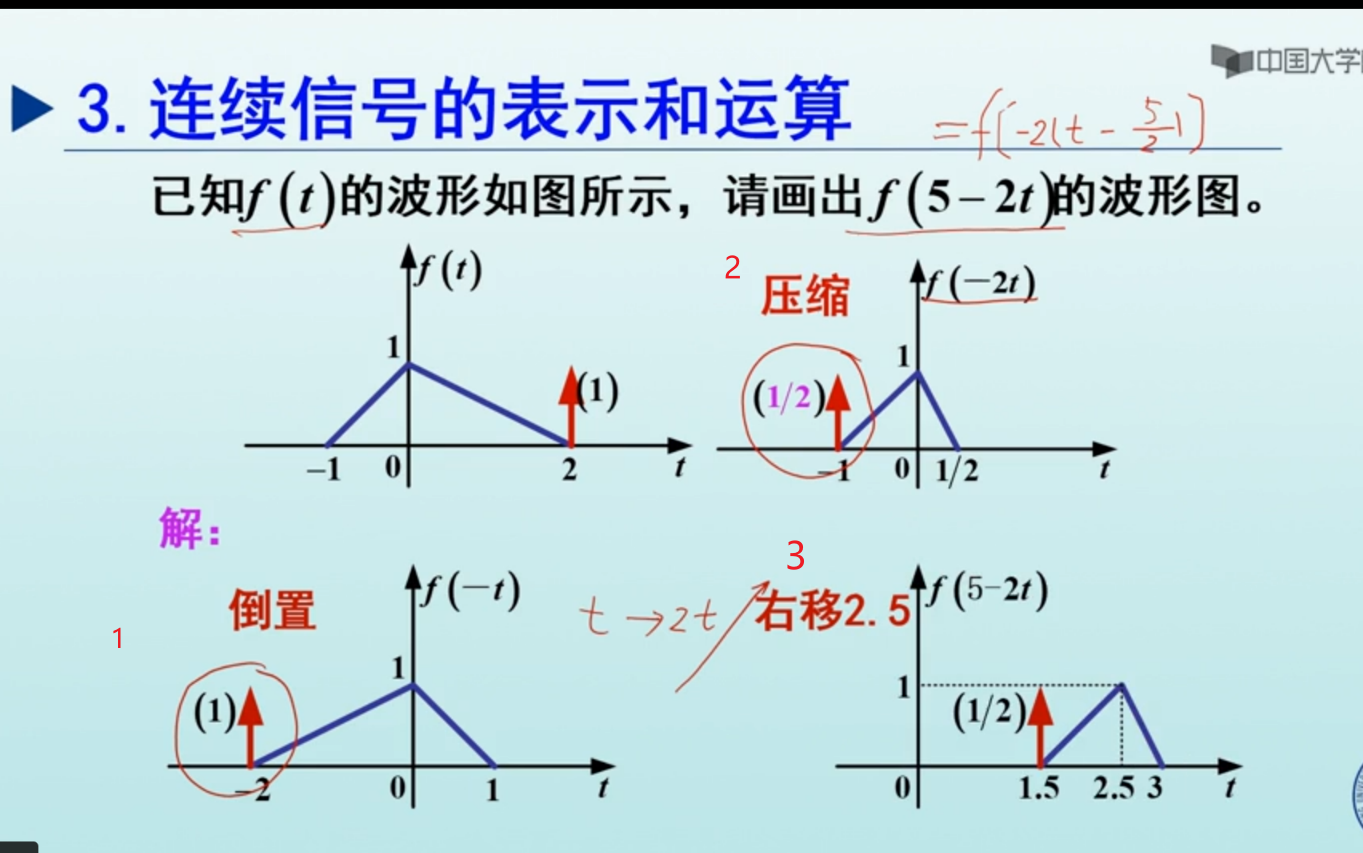 中国大学
3. 连续信号的表示和运算
=f[-2(t - 5/2)]
已知f(t)的波形如图所示，请画出f(5-2t)的波形图。
f(t)
1
(1)
-1 0 2 t
2
压缩
f(-2t)
1
(1/2)
-1 0 1/2 t
解：
1
倒置
f(-t)
1
(1)
-2 0 1 t
t→2t
3
右移2.5
f(5-2t)
1
(1/2)
0 1.5 2.5 3 t